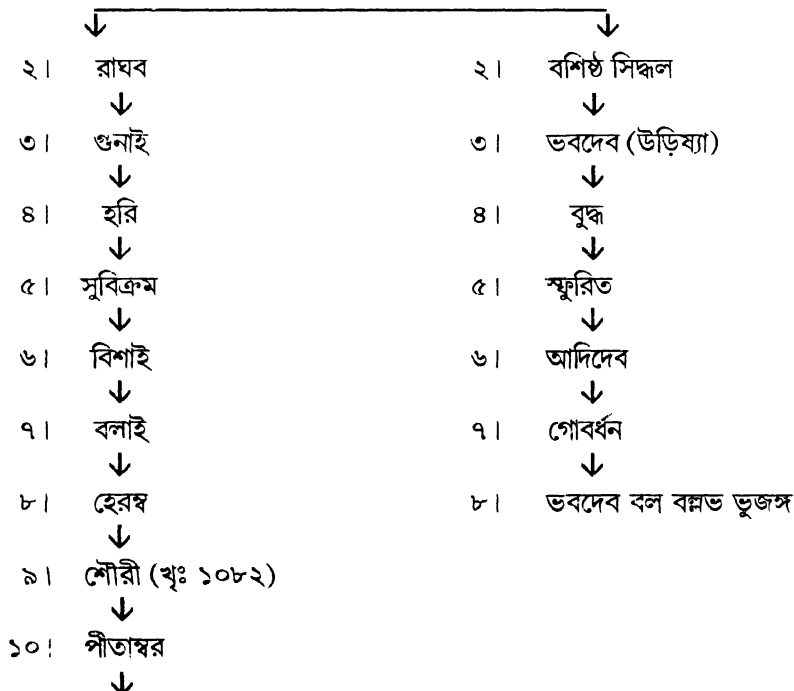 ২। রাঘব ২। বশিষ্ঠ সিদ্ধল
৩। গুনাই ৩। ভবদেব (উড়িষ্যা)
৪। হরি ৪। বুদ্ধ
৫। সুবিক্রম ৫। স্ফুরিত
৬। বিশাই ৬। আদিদেব
৭। বলাই ৭। গোবর্ধন
৮। হেরম্ব ৮। ভবদেব বল বল্লভ ভুজঙ্গ
৯। শৌরী (খৃঃ ১০৮২)
১০। পীতাম্বর